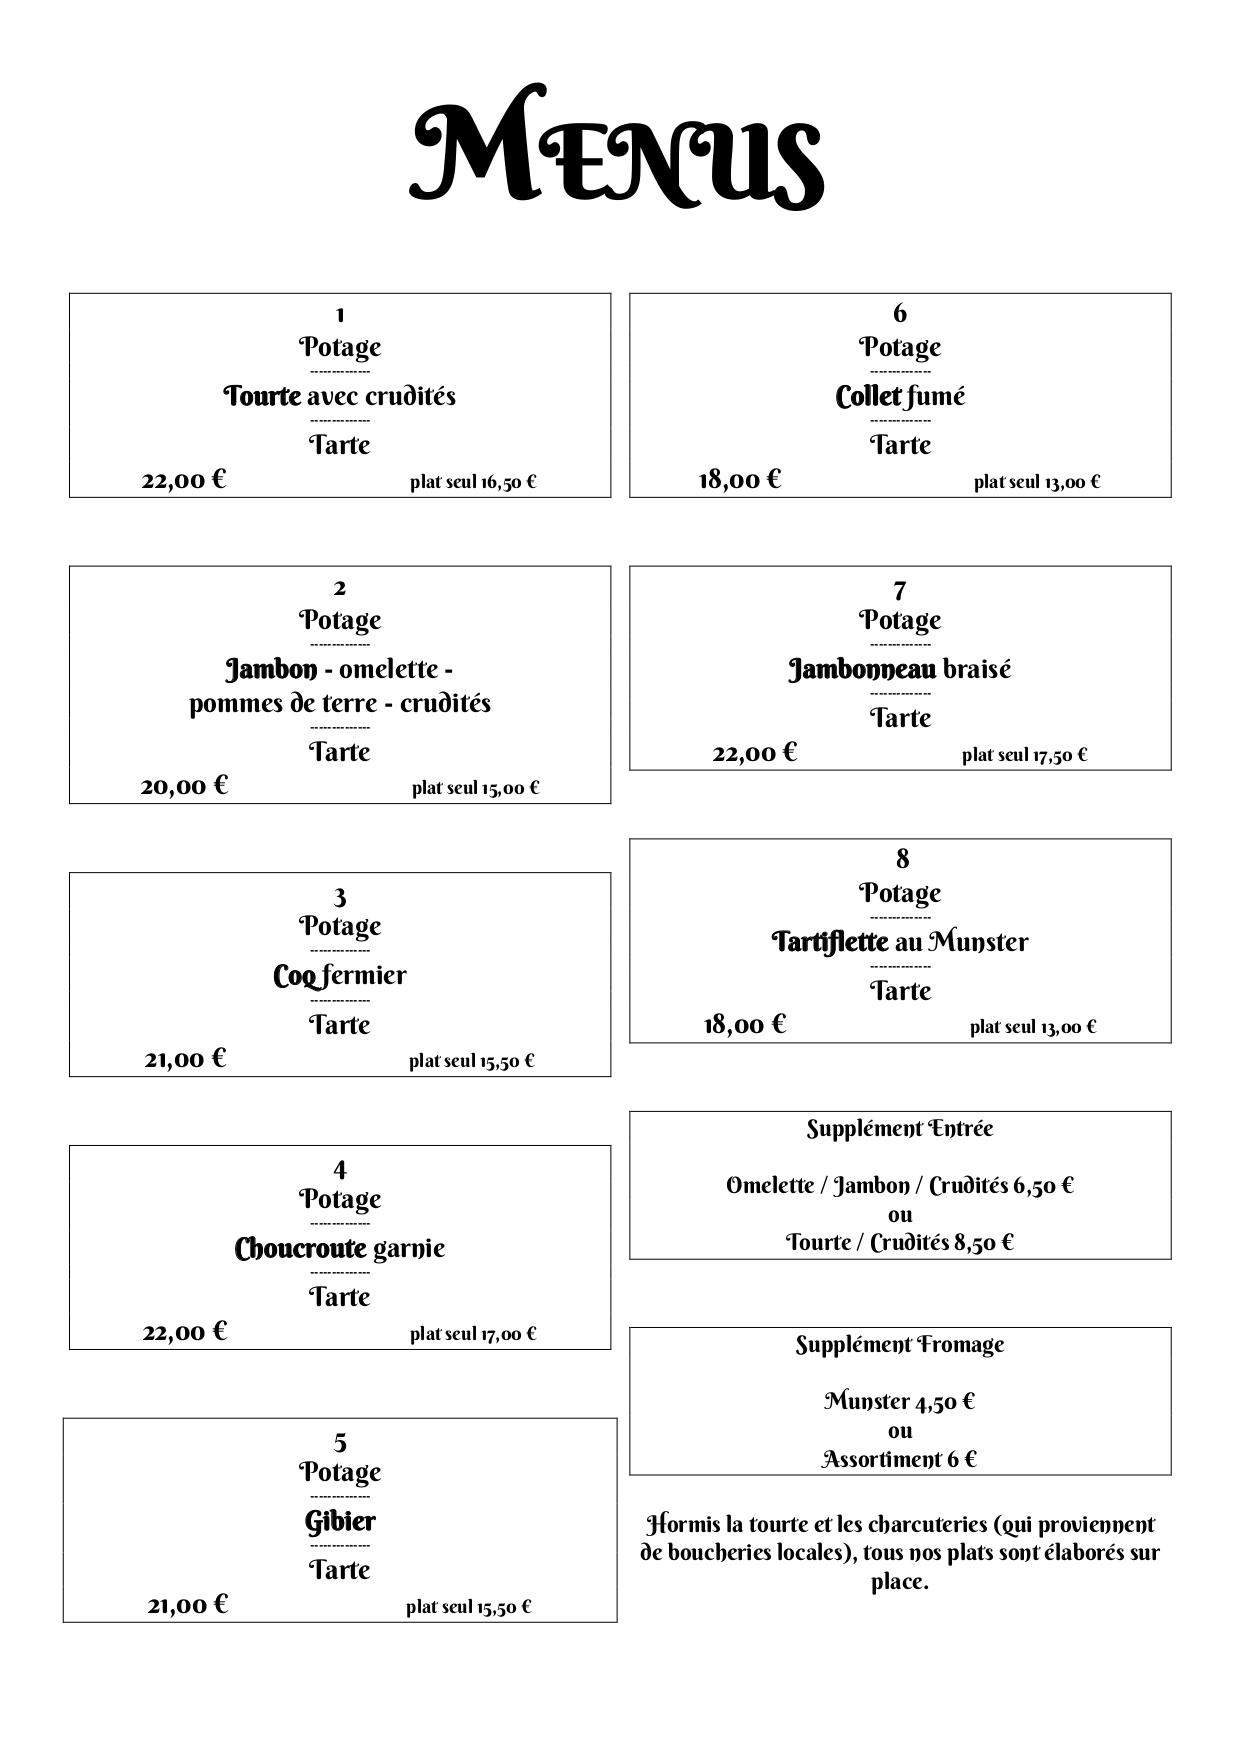 Menus
1
Potage
--------------
Tourte avec crudités
--------------
Tarte
22,00 € plat seul 16,50 €
2
Potage
--------------
Jambon - omelette -
pommes de terre - crudités
--------------
Tarte
20,00 € plat seul 15,00 €
3
Potage
--------------
Coq fermier
--------------
Tarte
21,00 € plat seul 15,50 €
4
Potage
--------------
Choucroute garnie
--------------
Tarte
22,00 € plat seul 17,00 €
5
Potage
--------------
Gibier
--------------
Tarte
21,00 € plat seul 15,50 €
6
Potage
--------------
Collet fumé
--------------
Tarte
18,00 € plat seul 13,00 €
7
Potage
--------------
Jambonneau braisé
--------------
Tarte
22,00 € plat seul 17,50 €
8
Potage
--------------
Tartiflette au Munster
--------------
Tarte
18,00 € plat seul 13,00 €
Supplément Entrée
Omelette / Jambon / Crudités 6,50 €
ou
Tourte / Crudités 8,50 €
Supplément Fromage
Munster 4,50 €
ou
Assortiment 6 €
Hormis la tourte et les charcuteries (qui proviennent
de boucheries locales), tous nos plats sont élaborés sur
place.